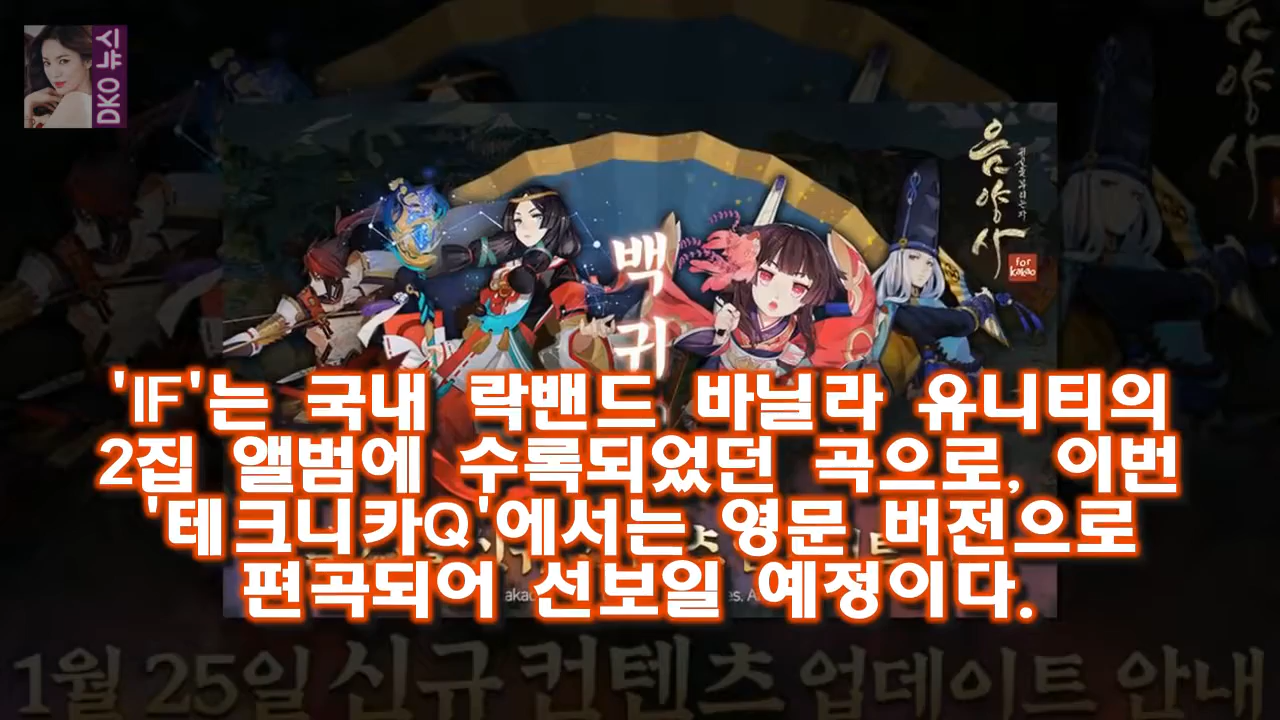 DKO 뉴스
음양사
음양사
for kakao
백귀
'IF'는 국내 락밴드 바닐라 유니티의
2집 앨범에 수록되었던 곡으로, 이번
'테크니카Q'에서는 영문 버전으로
편곡되어 선보일 예정이다.
1월 25일 신규 컨텐츠 업데이트 안내